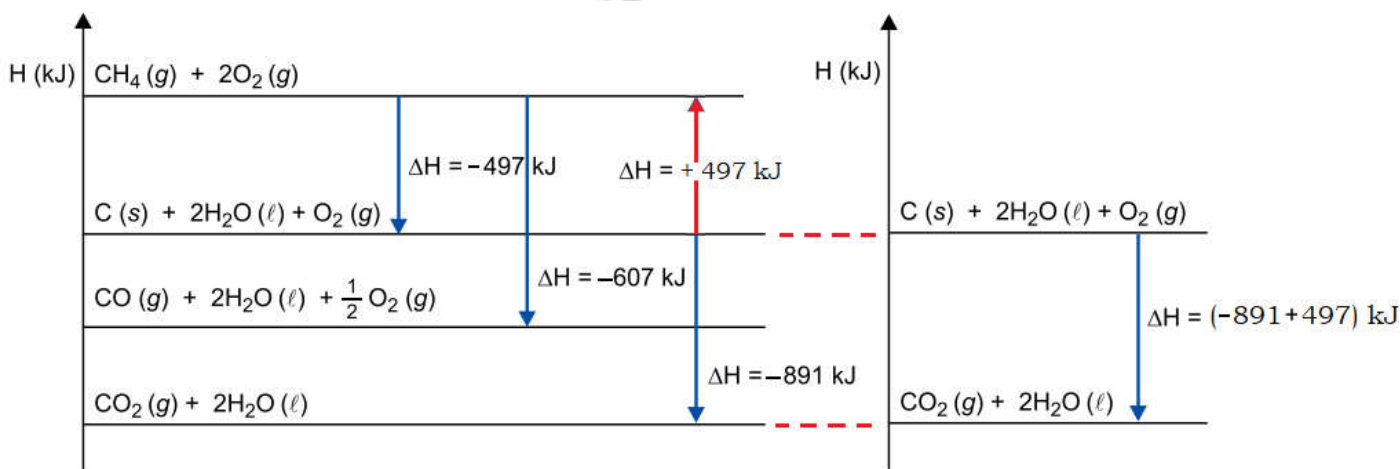 H (kJ)
CH₄ (g) + 2O₂ (g)
ΔH = −497 kJ
ΔH = + 497 kJ
C (s) + 2H₂O (ℓ) + O₂ (g)
ΔH = −607 kJ
CO (g) + 2H₂O (ℓ) + 1/2 O₂ (g)
ΔH = −891 kJ
CO₂ (g) + 2H₂O (ℓ)
H (kJ)
C (s) + 2H₂O (ℓ) + O₂ (g)
ΔH = (-891+497) kJ
CO₂ (g) + 2H₂O (ℓ)